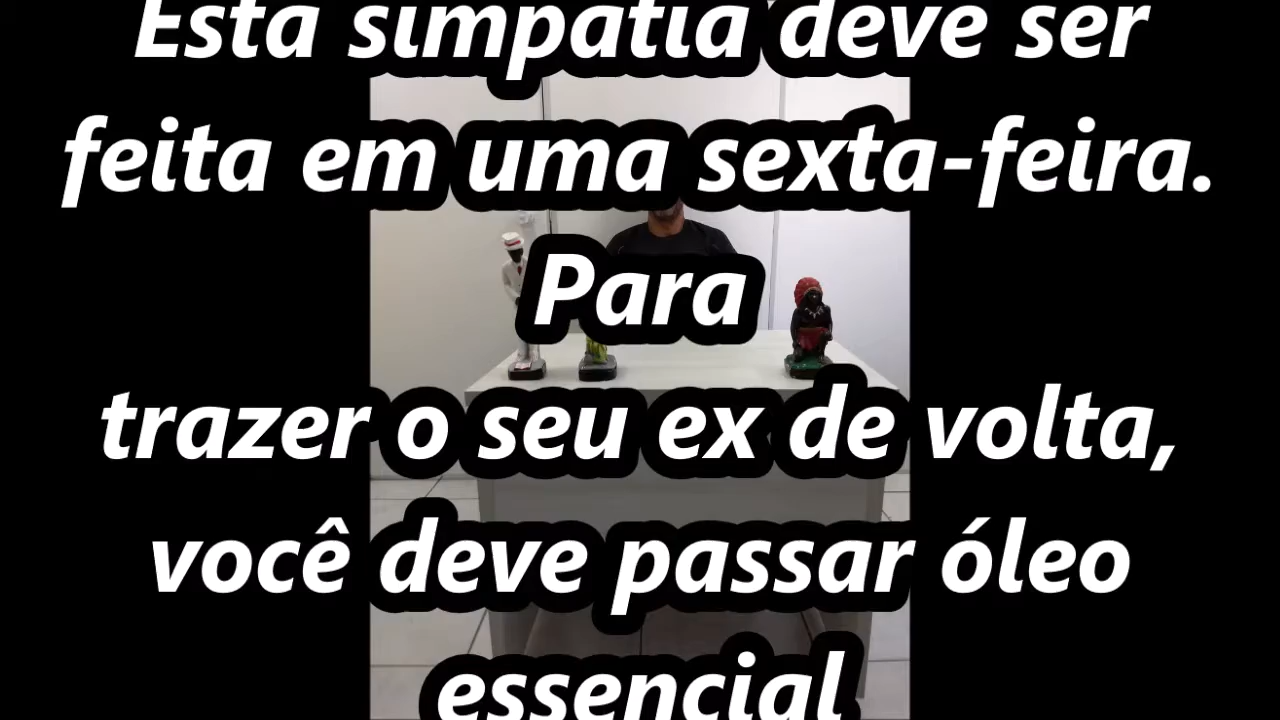 Esta simpatia deve ser
feita em uma sexta-feira.
Para
trazer o seu ex de volta,
você deve passar óleo
essencial